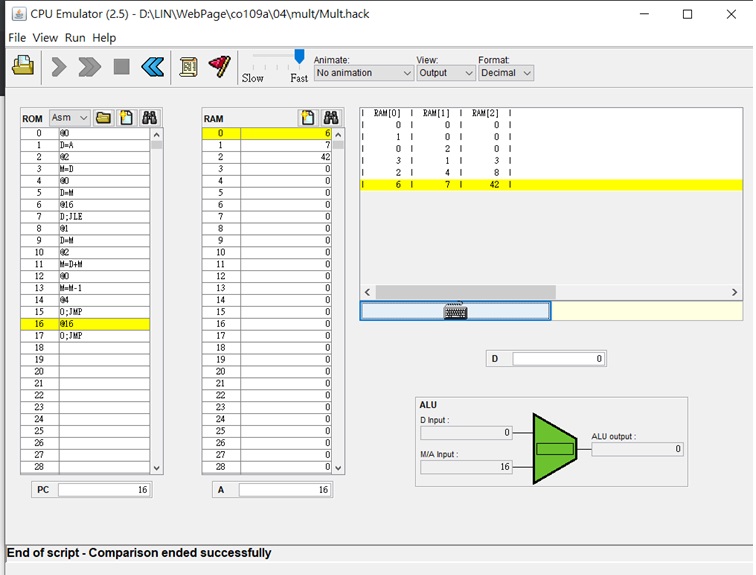 CPU Emulator (2.5) - D:\LIN\WebPage\co109a\04\mult/Mult.hack
File View Run Help
Slow Fast
Animate: View: Format:
No animation Output Decimal
ROM Asm
0 @0
1 D=A
2 @2
3 M=D
4 @0
5 D=M
6 @16
7 D;JLE
8 @1
9 D=M
10 @2
11 M=D+M
12 @0
13 M=M-1
14 @4
15 0;JMP
16 @16
17 0;JMP
18
19
20
21
22
23
24
25
26
27
28
PC 16
RAM
0 6
1 7
2 42
3 0
4 0
5 0
6 0
7 0
8 0
9 0
10 0
11 0
12 0
13 0
14 0
15 0
16 0
17 0
18 0
19 0
20 0
21 0
22 0
23 0
24 0
25 0
26 0
27 0
28 0
A 16
| RAM[0] | RAM[1] | RAM[2] |
| 0 | 0 | 0 |
| 1 | 0 | 0 |
| 0 | 2 | 0 |
| 3 | 1 | 3 |
| 2 | 4 | 8 |
| 6 | 7 | 42 |
D 0
ALU
D Input :
0
M/A Input :
16
ALU output :
0
End of script - Comparison ended successfully